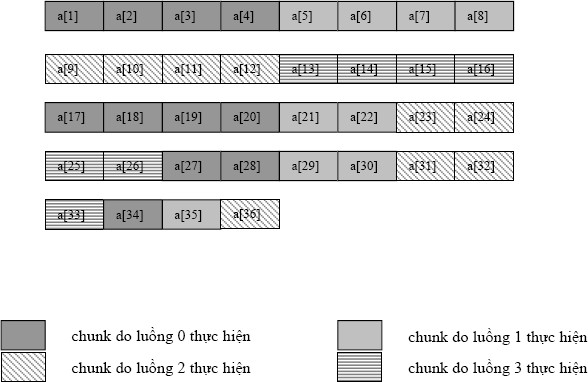 a[1] a[2] a[3] a[4] a[5] a[6] a[7] a[8]
a[9] a[10] a[11] a[12] a[13] a[14] a[15] a[16]
a[17] a[18] a[19] a[20] a[21] a[22] a[23] a[24]
a[25] a[26] a[27] a[28] a[29] a[30] a[31] a[32]
a[33] a[34] a[35] a[36]
chunk do luồng 0 thực hiện chunk do luồng 1 thực hiện
chunk do luồng 2 thực hiện chunk do luồng 3 thực hiện